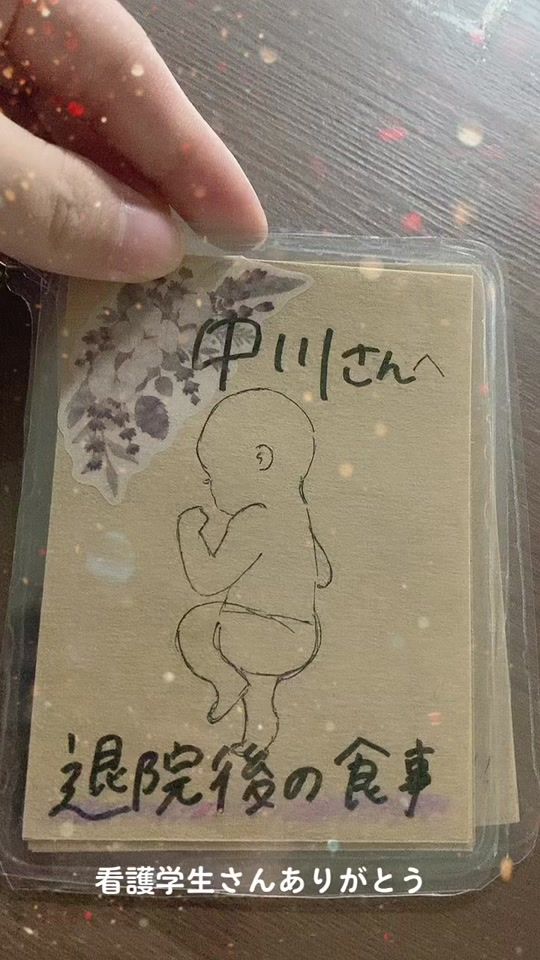 中川さんへ
退院後の食事
看護学生さんありがとう